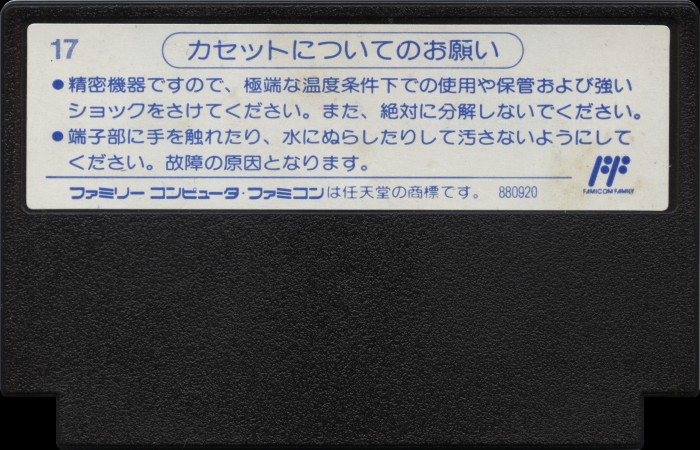 17
カセットについてのお願い
●精密機器ですので、極端な温度条件下での使用や保管および強い
ショックをさけてください。また、絶対に分解しないでください。
●端子部に手を触れたり、水にぬらしたりして汚さないようにして
ください。故障の原因となります。
FAMICOM FAMILY
ファミリーコンピュータ・ファミコンは任天堂の商標です。 880920